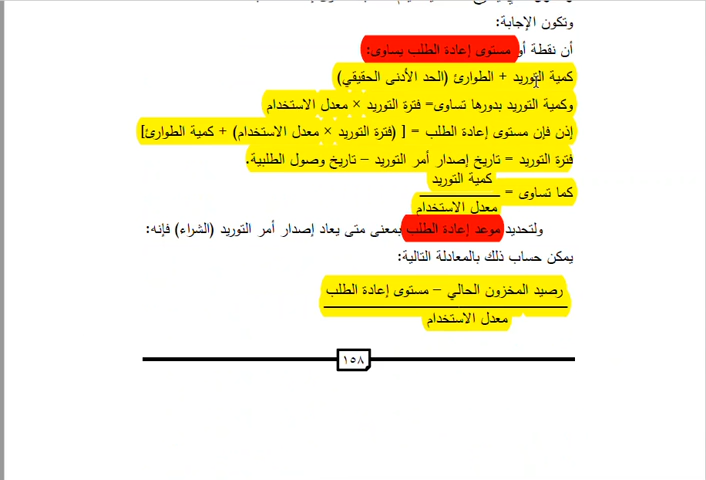 وتكون الإجابة:
أن نقطة أو مستوى إعادة الطلب يساوى:
كمية التوريد + الطوارئ (الحد الأدنى الحقيقي)
وكمية التوريد بدورها تساوى= فترة التوريد × معدل الاستخدام
إذن فإن مستوى إعادة الطلب = [ (فترة التوريد × معدل الاستخدام) + كمية الطوارئ]
فترة التوريد = تاريخ إصدار أمر التوريد – تاريخ وصول الطلبية.
كمية التوريد
كما تساوى =
معدل الاستخدام
ولتحديد موعد إعادة الطلب بمعنى متى يعاد إصدار أمر التوريد (الشراء) فإنه:
يمكن حساب ذلك بالمعادلة التالية:
رصيد المخزون الحالي – مستوى إعادة الطلب
معدل الاستخدام
١٥٨